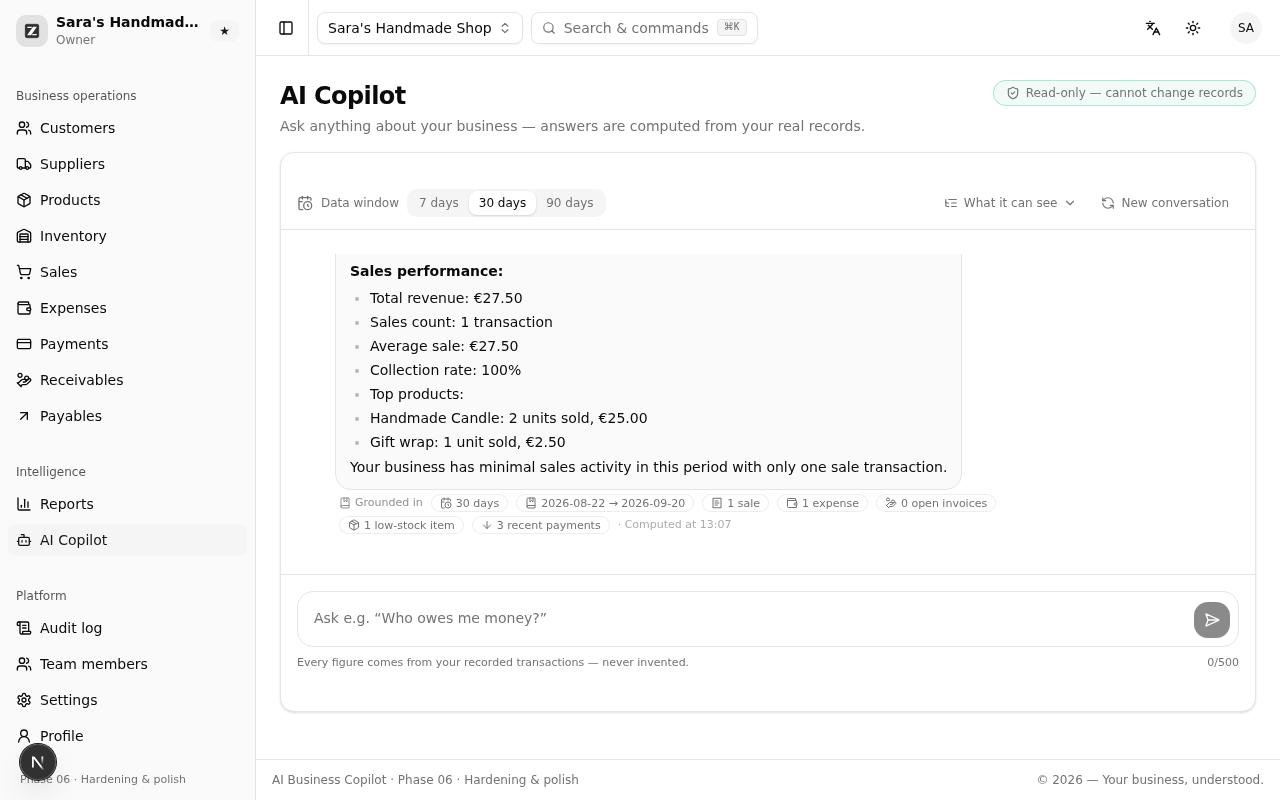 Sara's Handmad...
Owner
★
Business operations
Customers
Suppliers
Products
Inventory
Sales
Expenses
Payments
Receivables
Payables
Intelligence
Reports
AI Copilot
Platform
Audit log
Team members
Settings
Profile
Phase 06 · Hardening & polish
N
Sara's Handmade Shop
Search & commands ⌘K
SA
AI Copilot
Read-only — cannot change records
Ask anything about your business — answers are computed from your real records.
Data window 7 days 30 days 90 days
What it can see
New conversation
Sales performance:
Total revenue: €27.50
Sales count: 1 transaction
Average sale: €27.50
Collection rate: 100%
Top products:
Handmade Candle: 2 units sold, €25.00
Gift wrap: 1 unit sold, €2.50
Your business has minimal sales activity in this period with only one sale transaction.
Grounded in 30 days 2026-08-22 → 2026-09-20 1 sale 1 expense 0 open invoices
1 low-stock item 3 recent payments · Computed at 13:07
Ask e.g. “Who owes me money?”
Every figure comes from your recorded transactions — never invented.
0/500
AI Business Copilot · Phase 06 · Hardening & polish
© 2026 — Your business, understood.